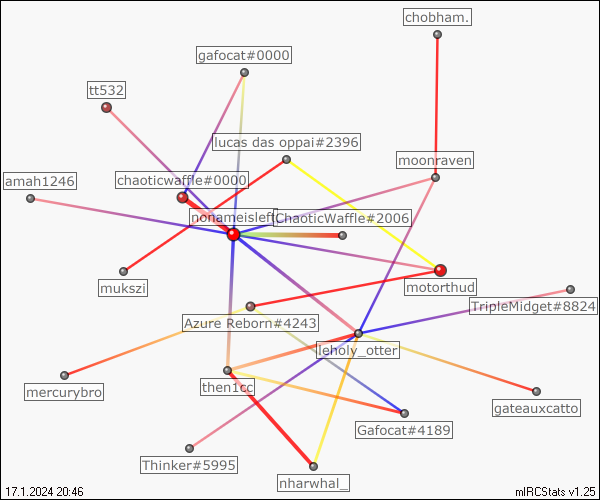 chobham.
gafocat#0000
tt532
lucas das oppai#2396
moonraven
amah1246
chaoticwaffle#0000
nonameisleft
ChaoticWaffle#2006
mukszi
motorthud
TripleMidget#8824
Azure Reborn#4243
leholy_otter
then1cc
mercurybro
gateauxcatto
Gafocat#4189
Thinker#5995
nharwhal_
17.1.2024 20:46
mIRCStats v1.25